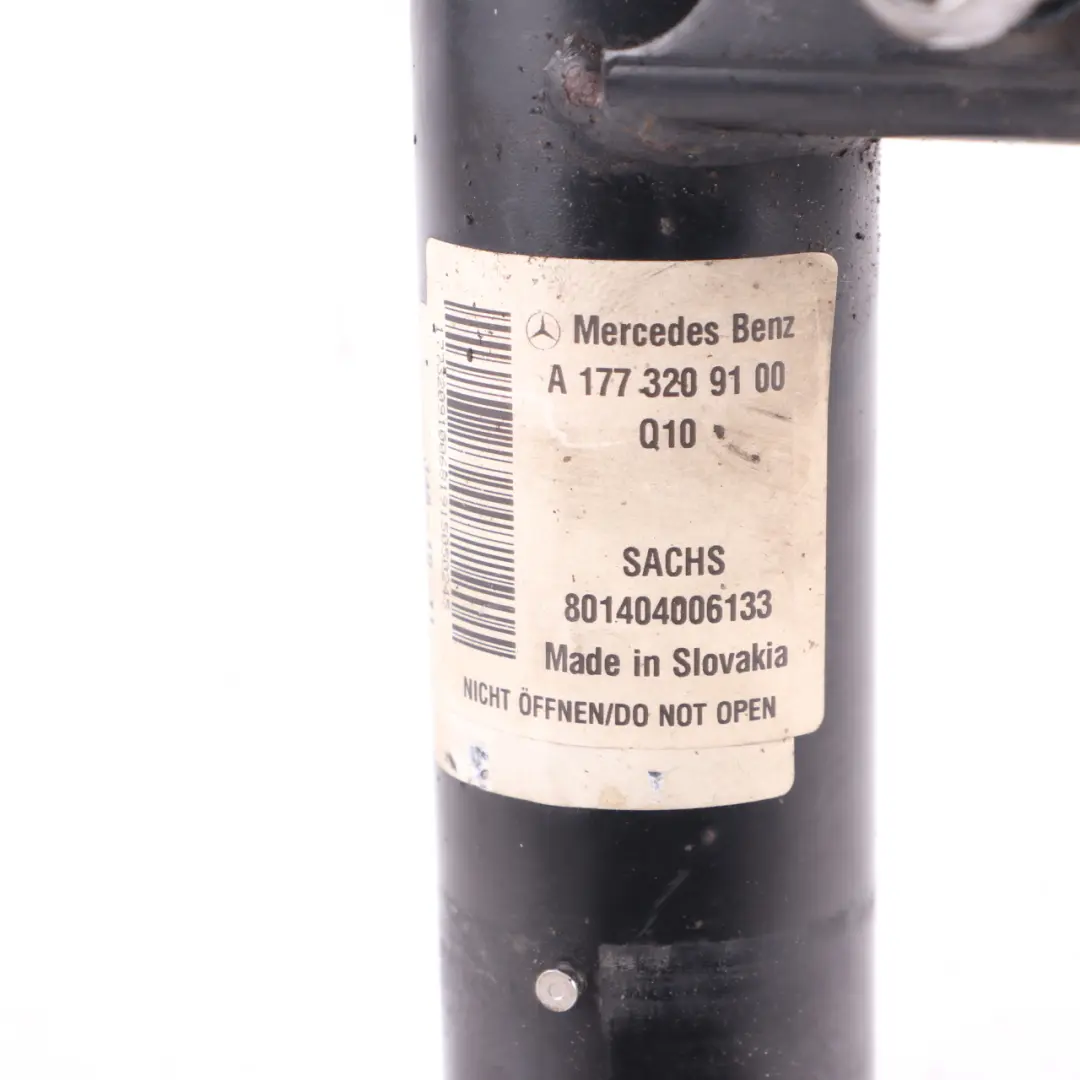 Mercedes Benz
A 177 320 91 00
Q10
SACHS
801404006133
Made in Slovakia
NICHT ÖFFNEN/DO NOT OPEN